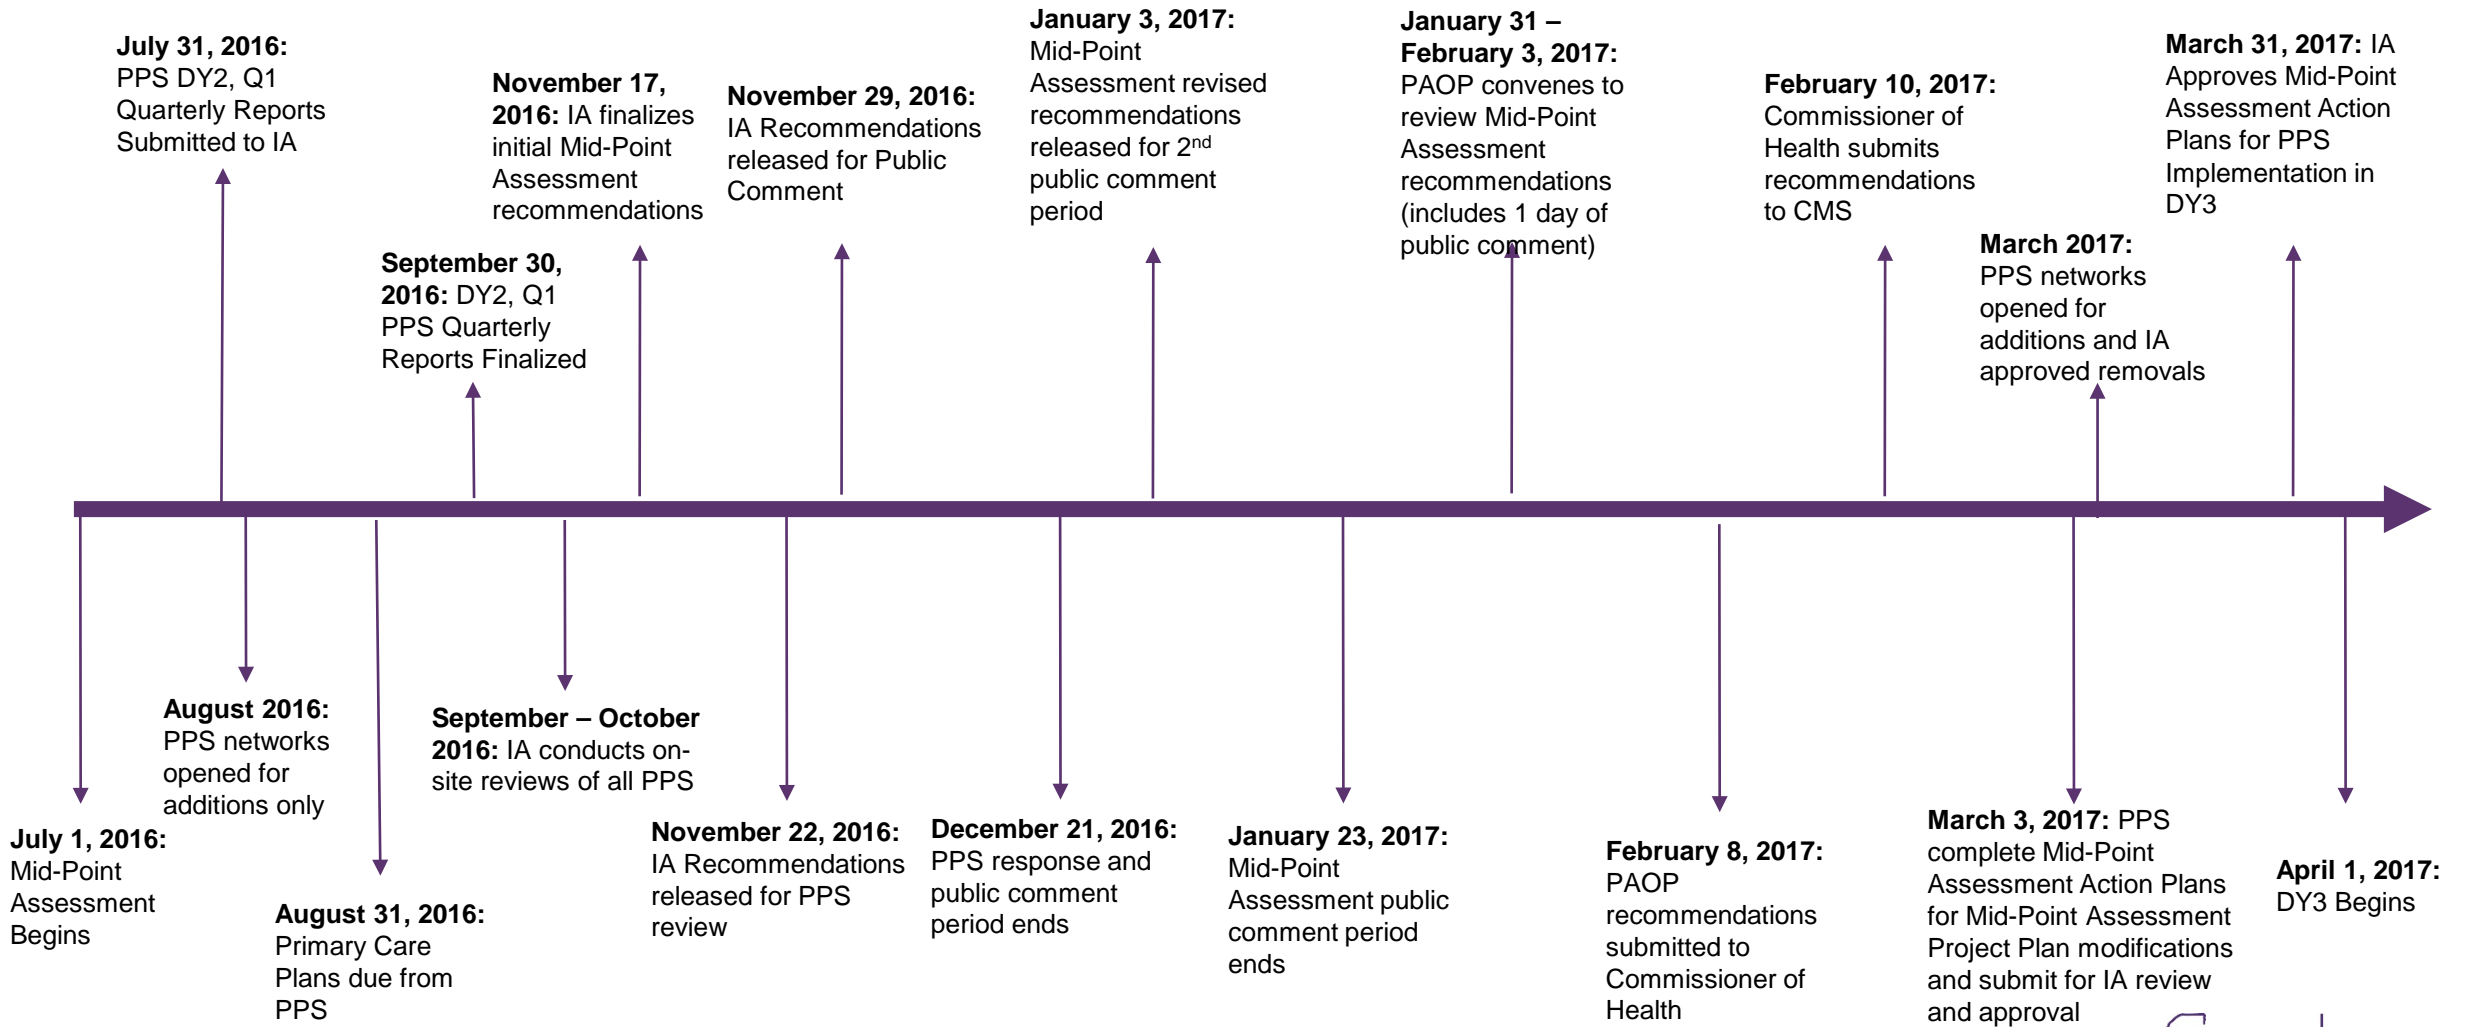 July 31, 2016:
PPS DY2, Q1
Quarterly Reports
Submitted to IA
September 30,
2016: DY2, Q1
PPS Quarterly
Reports Finalized
November 17,
2016: IA finalizes
initial Mid-Point
Assessment
recommendations
November 29, 2016:
IA Recommendations
released for Public
Comment
January 3, 2017:
Mid-Point
Assessment revised
recommendations
released for 2nd
public comment
period
January 31 –
February 3, 2017:
PAOP convenes to
review Mid-Point
Assessment
recommendations
(includes 1 day of
public comment)
February 10, 2017:
Commissioner of
Health submits
recommendations
to CMS
March 2017:
PPS networks
opened for
additions and IA
approved removals
March 31, 2017: IA
Approves Mid-Point
Assessment Action
Plans for PPS
Implementation in
DY3
July 1, 2016:
Mid-Point
Assessment
Begins
August 2016:
PPS networks
opened for
additions only
August 31, 2016:
Primary Care
Plans due from
PPS
September – October
2016: IA conducts on-
site reviews of all PPS
November 22, 2016:
IA Recommendations
released for PPS
review
December 21, 2016:
PPS response and
public comment
period ends
January 23, 2017:
Mid-Point
Assessment public
comment period
ends
February 8, 2017:
PAOP
recommendations
submitted to
Commissioner of
Health
March 3, 2017: PPS
complete Mid-Point
Assessment Action Plans
for Mid-Point Assessment
Project Plan modifications
and submit for IA review
and approval
April 1, 2017:
DY3 Begins